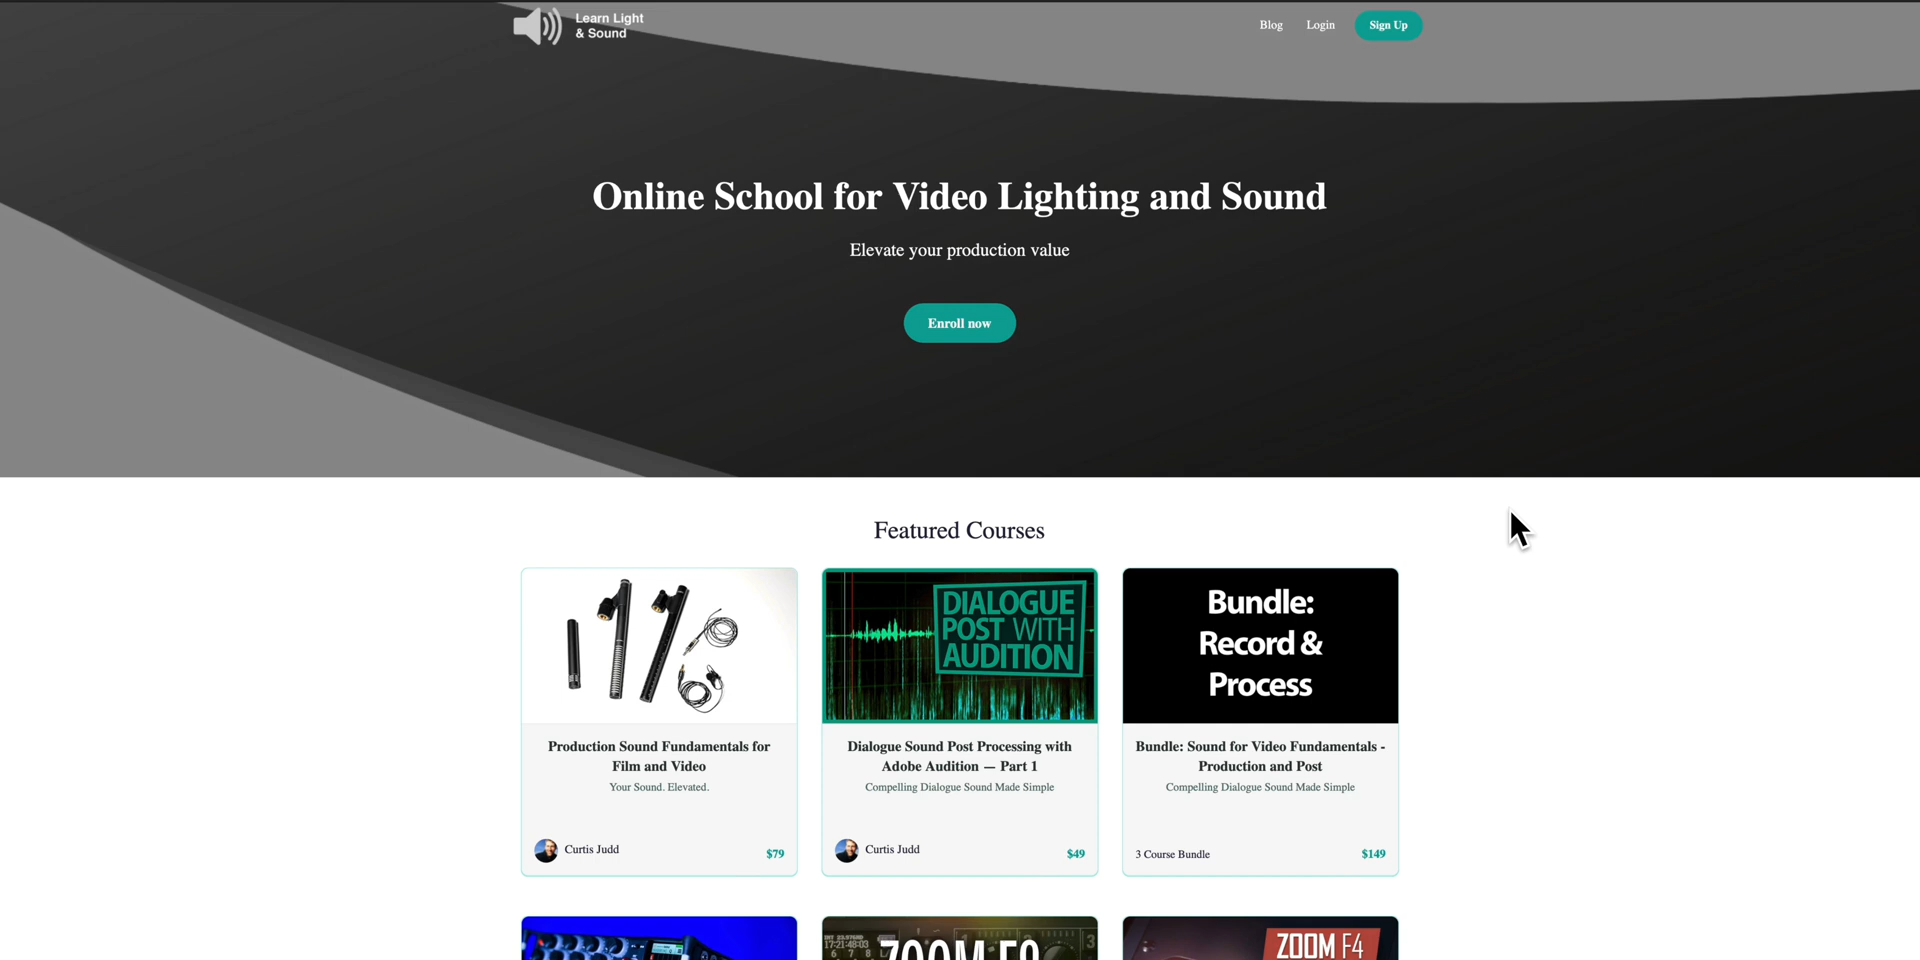 Learn Light
& Sound
Blog
Login
Sign Up
Online School for Video Lighting and Sound
Elevate your production value
Enroll now
Featured Courses
DIALOGUE
POST WITH
AUDITION
Bundle:
Record &
Process
Production Sound Fundamentals for
Film and Video
Your Sound. Elevated.
Curtis Judd
$79
Dialogue Sound Post Processing with
Adobe Audition — Part 1
Compelling Dialogue Sound Made Simple
Curtis Judd
$49
Bundle: Sound for Video Fundamentals -
Production and Post
Compelling Dialogue Sound Made Simple
3 Course Bundle
$149
ZOOM F8
ZOOM F4